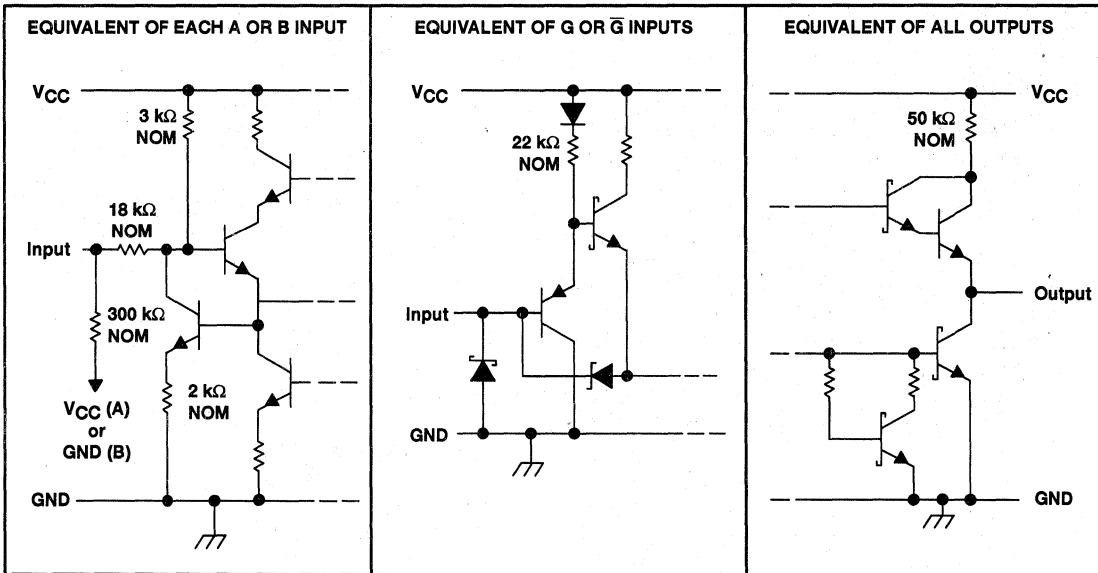 EQUIVALENT OF EACH A OR B INPUT
VCC
3 kΩ
NOM
18 kΩ
NOM
Input
300 kΩ
NOM
2 kΩ
NOM
VCC (A)
or
GND (B)
GND
EQUIVALENT OF G OR G̅ INPUTS
VCC
22 kΩ
NOM
Input
GND
EQUIVALENT OF ALL OUTPUTS
VCC
50 kΩ
NOM
Output
GND